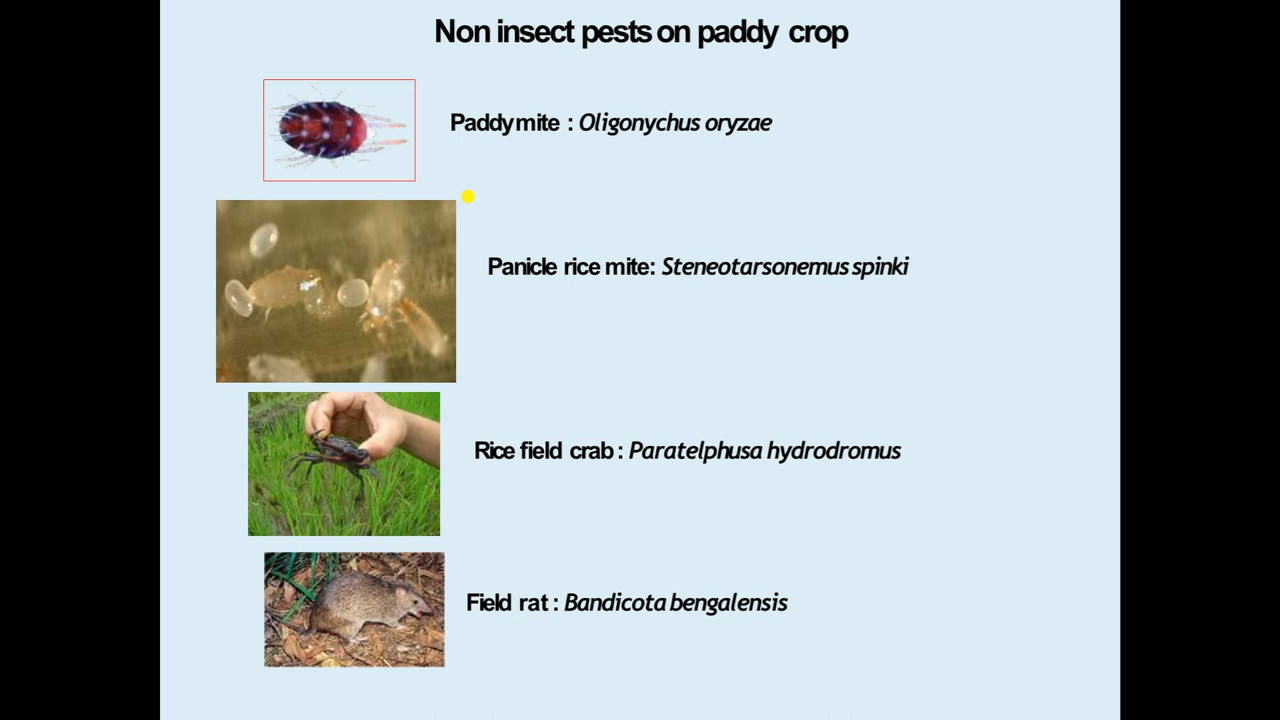 Non insect pests on paddy crop
Paddy mite : Oligonychus oryzae
Panicle rice mite: Steneotarsonemus spinki
Rice field crab : Paratelphusa hydrodromus
Field rat : Bandicota bengalensis